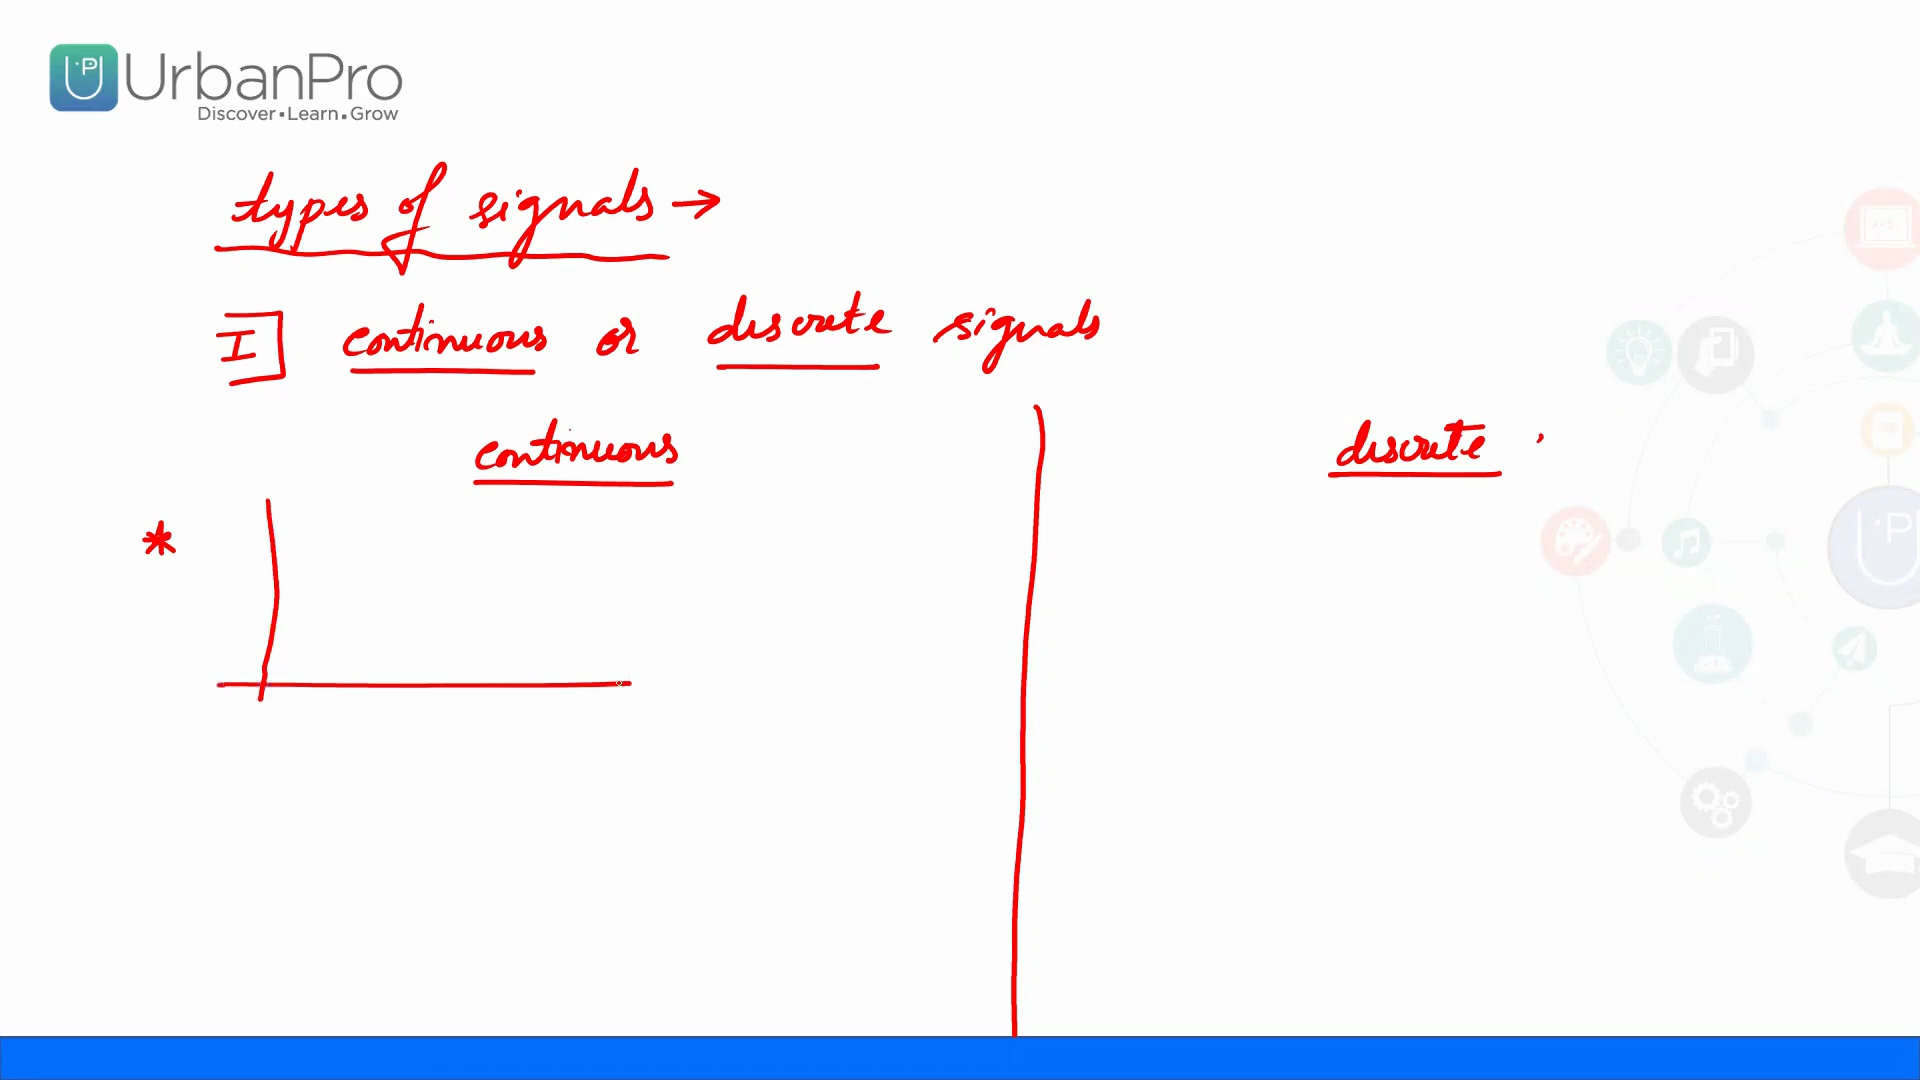 UrbanPro
Discover▪Learn▪Grow
types of signals →
I continuous or discrete signals
continuous
discrete
*